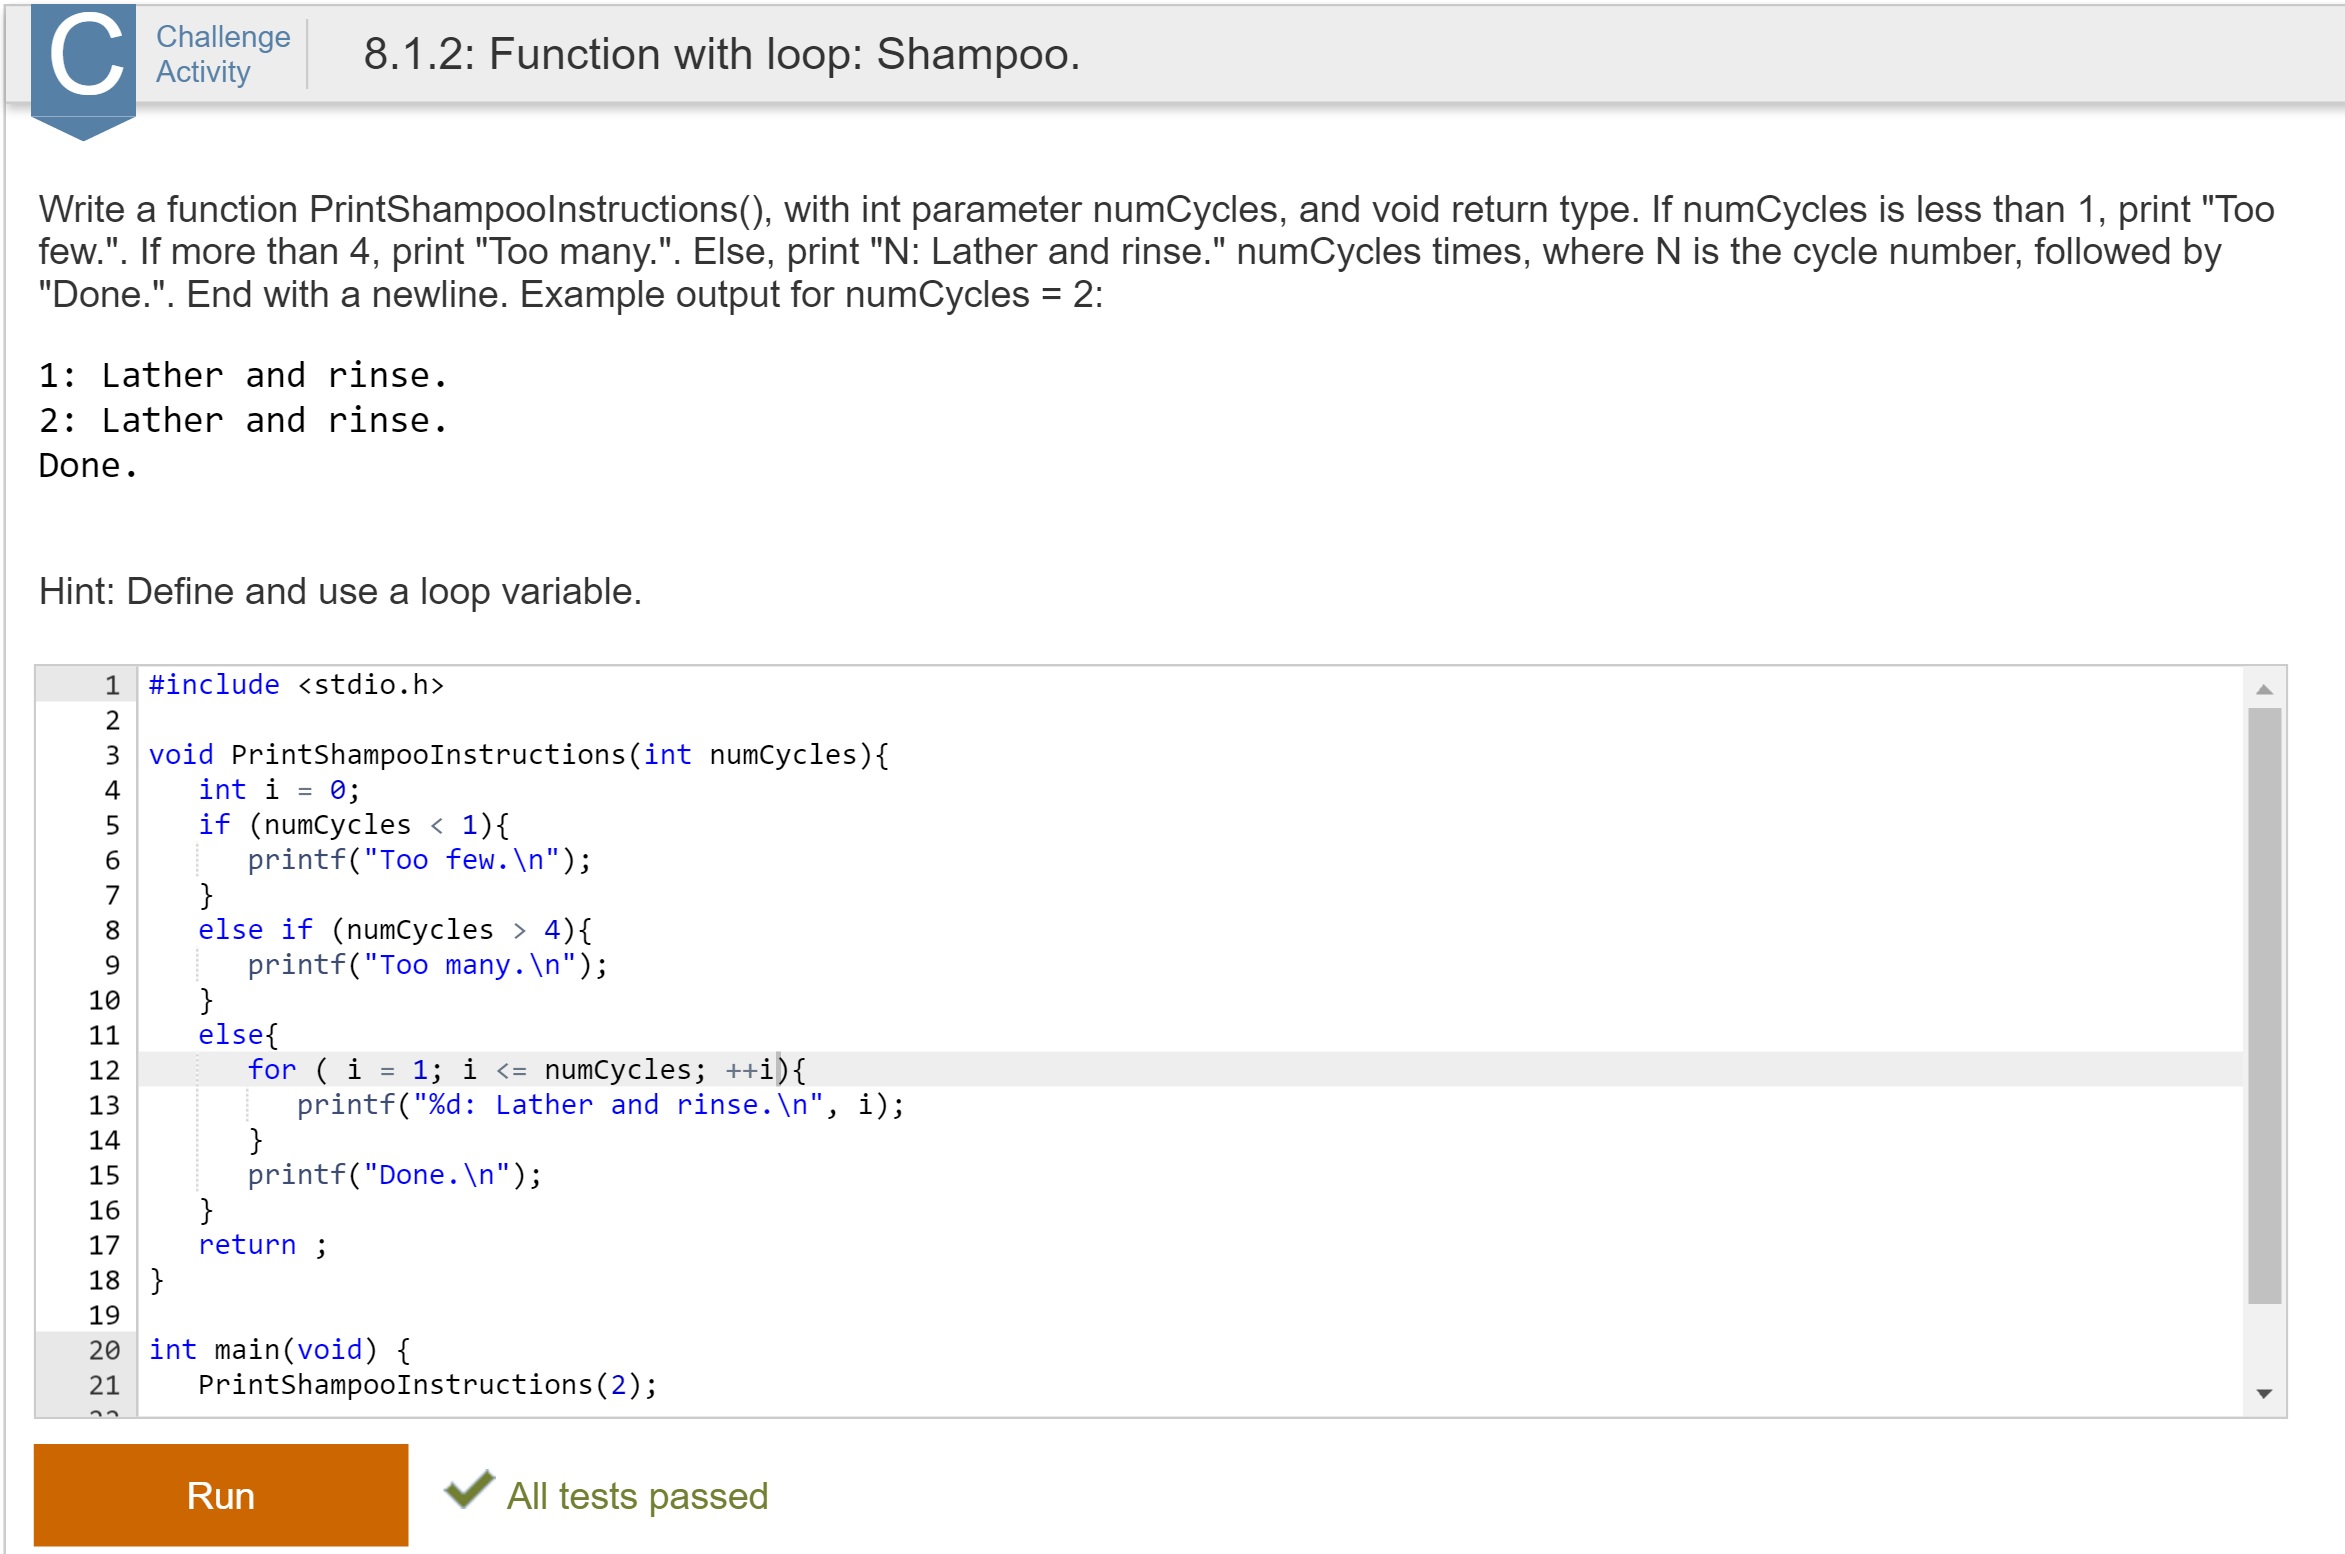 C
Challenge
Activity
8.1.2: Function with loop: Shampoo.
Write a function PrintShampooInstructions(), with int parameter numCycles, and void return type. If numCycles is less than 1, print "Too
few.". If more than 4, print "Too many.". Else, print "N: Lather and rinse." numCycles times, where N is the cycle number, followed by
"Done.". End with a newline. Example output for numCycles = 2:
1: Lather and rinse.
2: Lather and rinse.
Done.
Hint: Define and use a loop variable.
1 #include <stdio.h>
2
3 void PrintShampooInstructions(int numCycles){
4    int i = 0;
5    if (numCycles < 1){
6       printf("Too few.\n");
7    }
8    else if (numCycles > 4){
9       printf("Too many.\n");
10    }
11    else{
12       for ( i = 1; i <= numCycles; ++i){
13          printf("%d: Lather and rinse.\n", i);
14       }
15       printf("Done.\n");
16    }
17    return ;
18 }
19
20 int main(void) {
21    PrintShampooInstructions(2);
Run
All tests passed